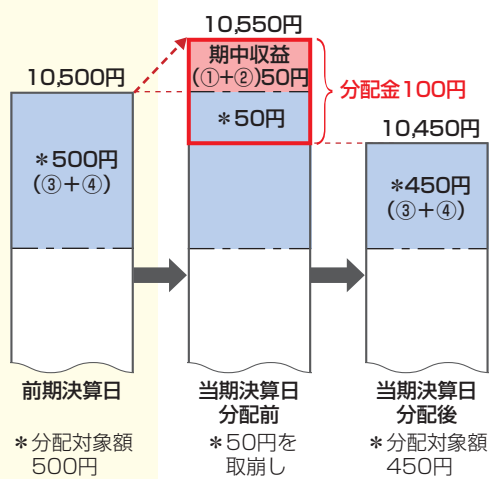 10,550円
期中収益
(①+②)50円
分配金100円
10,500円
*50円
10,450円
*500円
(③+④)
*450円
(③+④)
前期決算日
当期決算日
分配前
当期決算日
分配後
*分配対象額
500円
*50円を
取崩し
*分配対象額
450円